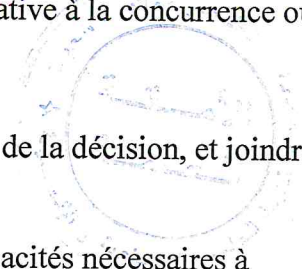 ative à la concurrence ou
de la décision, et joindr
acités nécessaires à